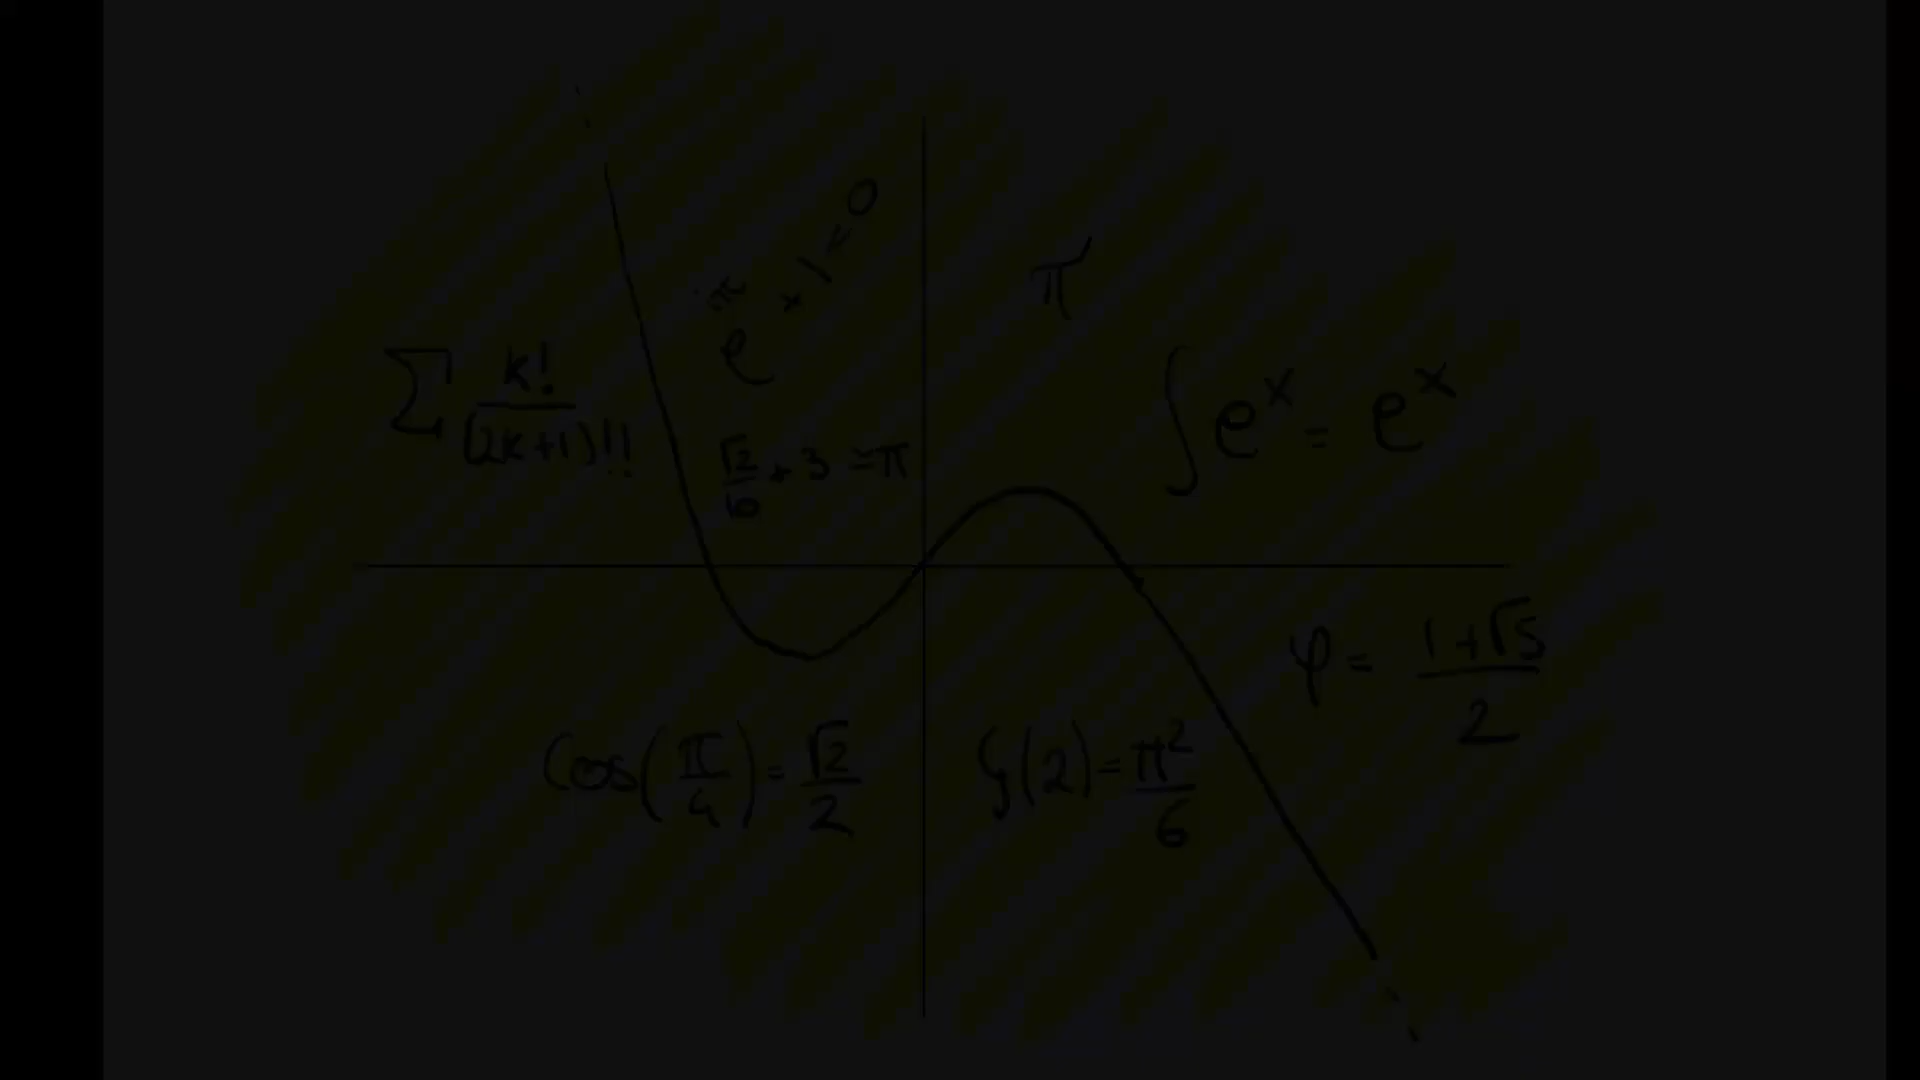 e^{iπ} + 1 = 0
π
∑ k!/(2k+1)!!
∫ e^x = e^x
√2/6 + 3 ≃ π
φ = (1+√5)/2
Cos(π/4) = √2/2
ζ(2) = π²/6